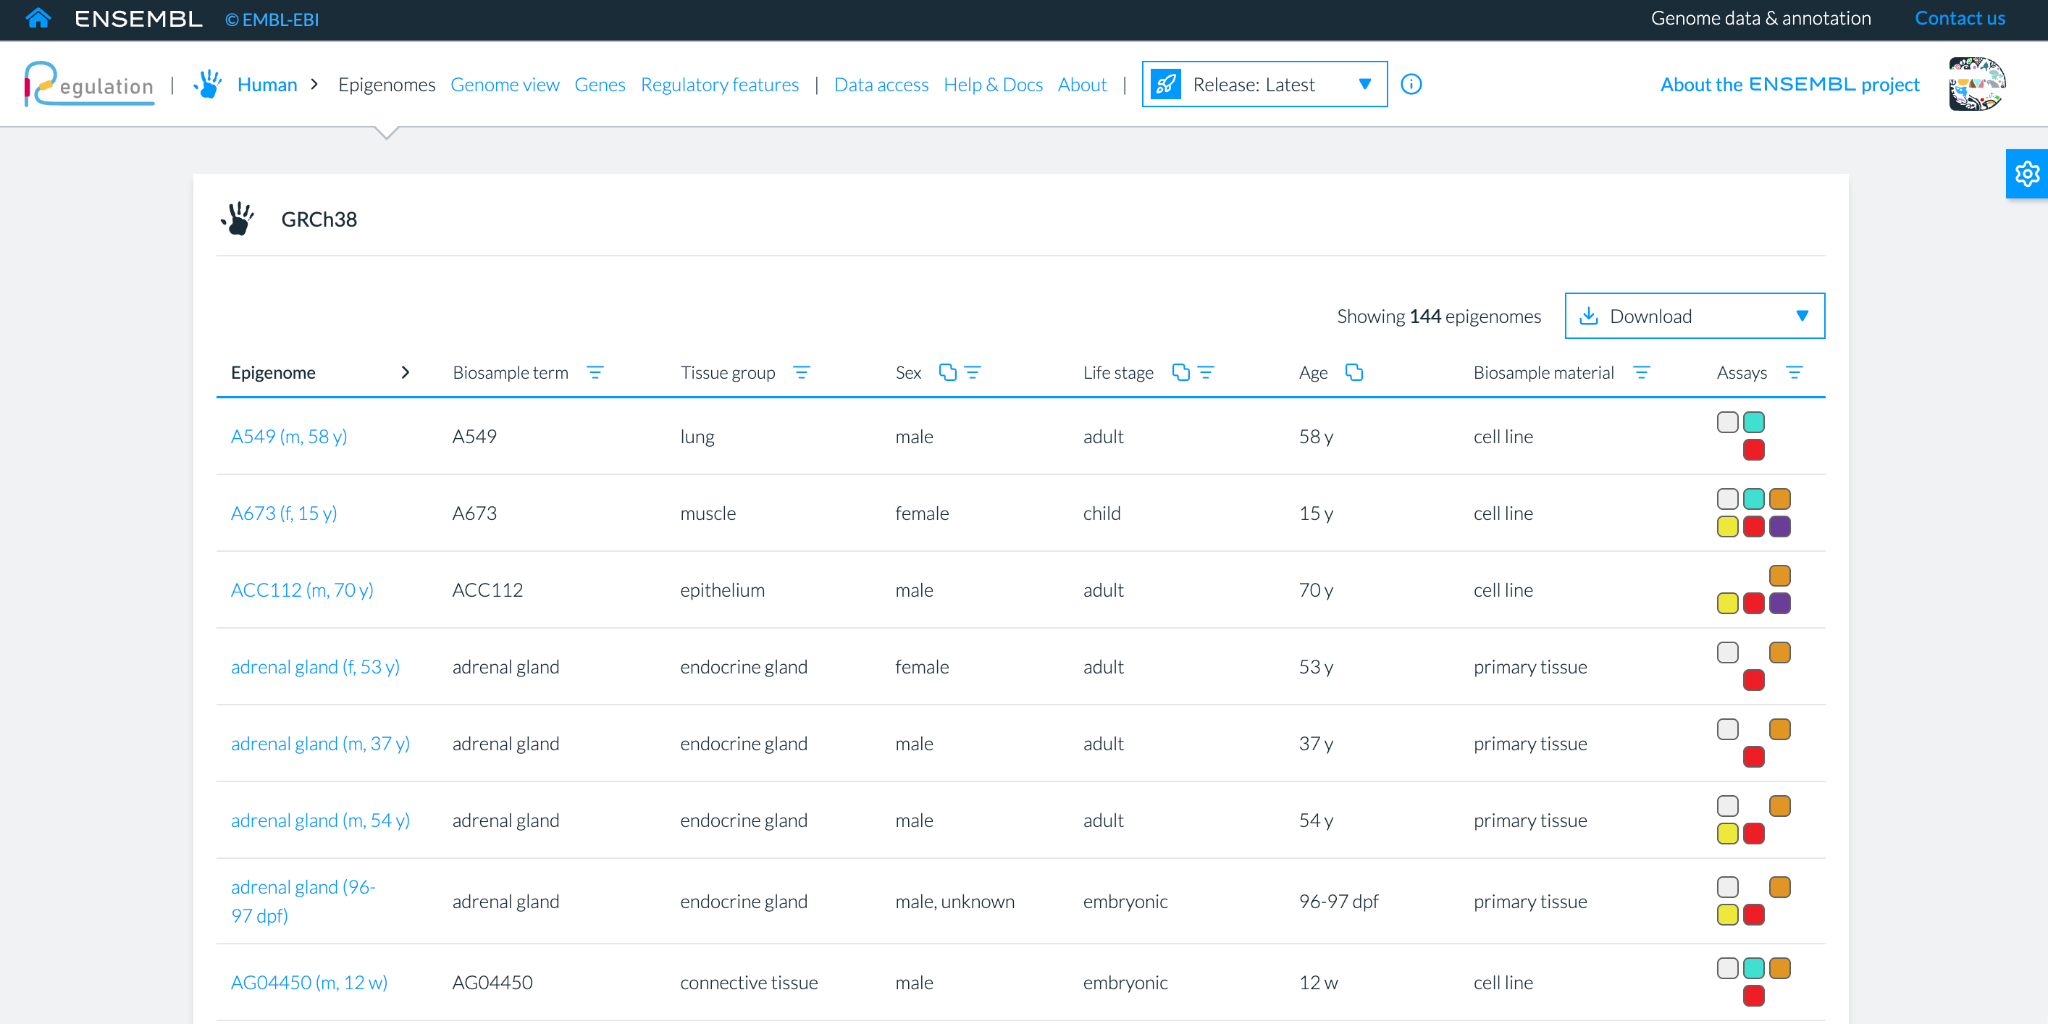 ENSEMBL © EMBL-EBI Genome data & annotation Contact us
Regulation | Human Epigenomes Genome view Genes Regulatory features | Data access Help & Docs About | Release: Latest About the ENSEMBL project
GRCh38
Showing 144 epigenomes Download
Epigenome Biosample term Tissue group Sex Life stage Age Biosample material Assays
A549 (m, 58 y) A549 lung male adult 58 y cell line
A673 (f, 15 y) A673 muscle female child 15 y cell line
ACC112 (m, 70 y) ACC112 epithelium male adult 70 y cell line
adrenal gland (f, 53 y) adrenal gland endocrine gland female adult 53 y primary tissue
adrenal gland (m, 37 y) adrenal gland endocrine gland male adult 37 y primary tissue
adrenal gland (m, 54 y) adrenal gland endocrine gland male adult 54 y primary tissue
adrenal gland (96-
97 dpf) adrenal gland endocrine gland male, unknown embryonic 96-97 dpf primary tissue
AG04450 (m, 12 w) AG04450 connective tissue male embryonic 12 w cell line